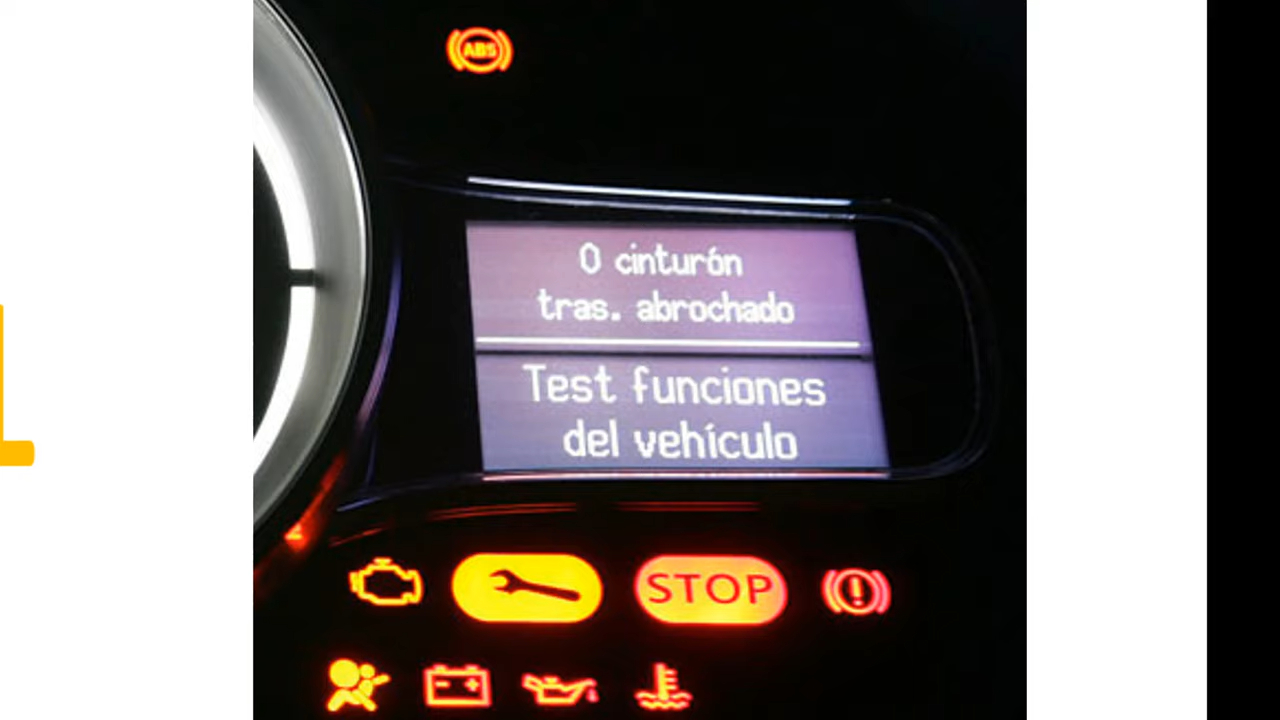 ABS
0 cinturón
tras. abrochado
Test funciones
del vehículo
STOP